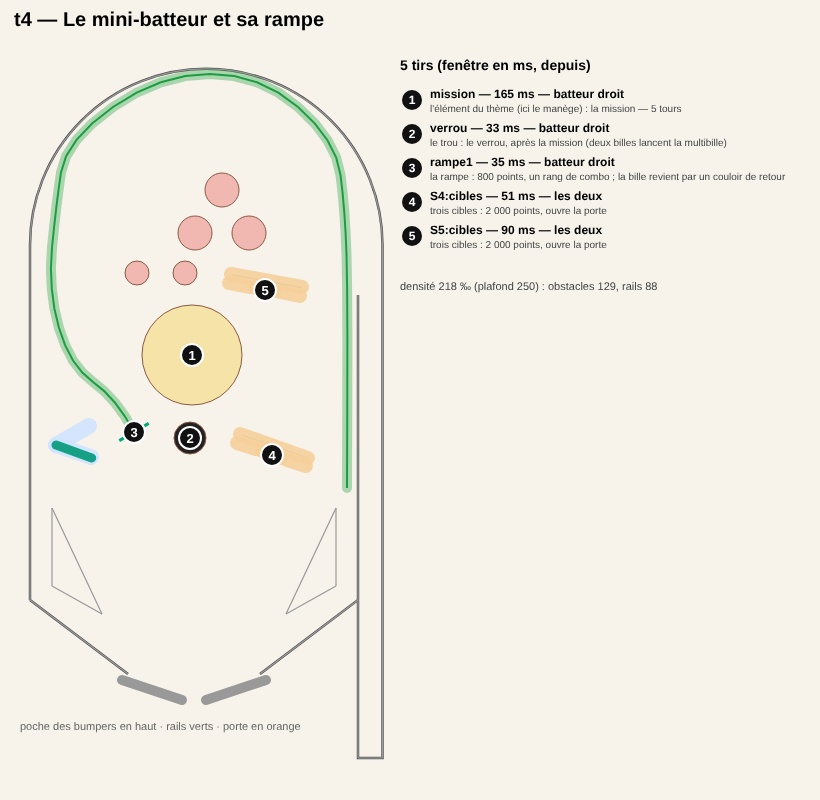 t4 — Le mini-batteur et sa rampe
5 tirs (fenêtre en ms, depuis)
1 mission — 165 ms — batteur droit
l'élément du thème (ici le manège) : la mission — 5 tours
2 verrou — 33 ms — batteur droit
le trou : le verrou, après la mission (deux billes lancent la multibille)
3 rampe1 — 35 ms — batteur droit
la rampe : 800 points, un rang de combo ; la bille revient par un couloir de retour
4 S4:cibles — 51 ms — les deux
trois cibles : 2 000 points, ouvre la porte
5 S5:cibles — 90 ms — les deux
trois cibles : 2 000 points, ouvre la porte
densité 218 ‰ (plafond 250) : obstacles 129, rails 88
5
1
3
2
4
poche des bumpers en haut · rails verts · porte en orange